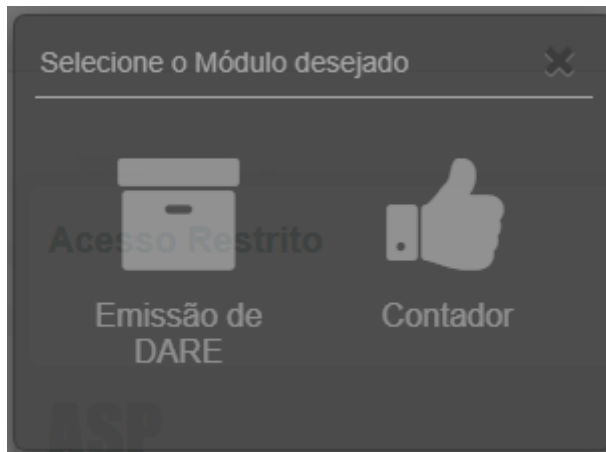 Selecione o Módulo desejado
Acesso Restrito
Emissão de
DARE
Contador
ASP